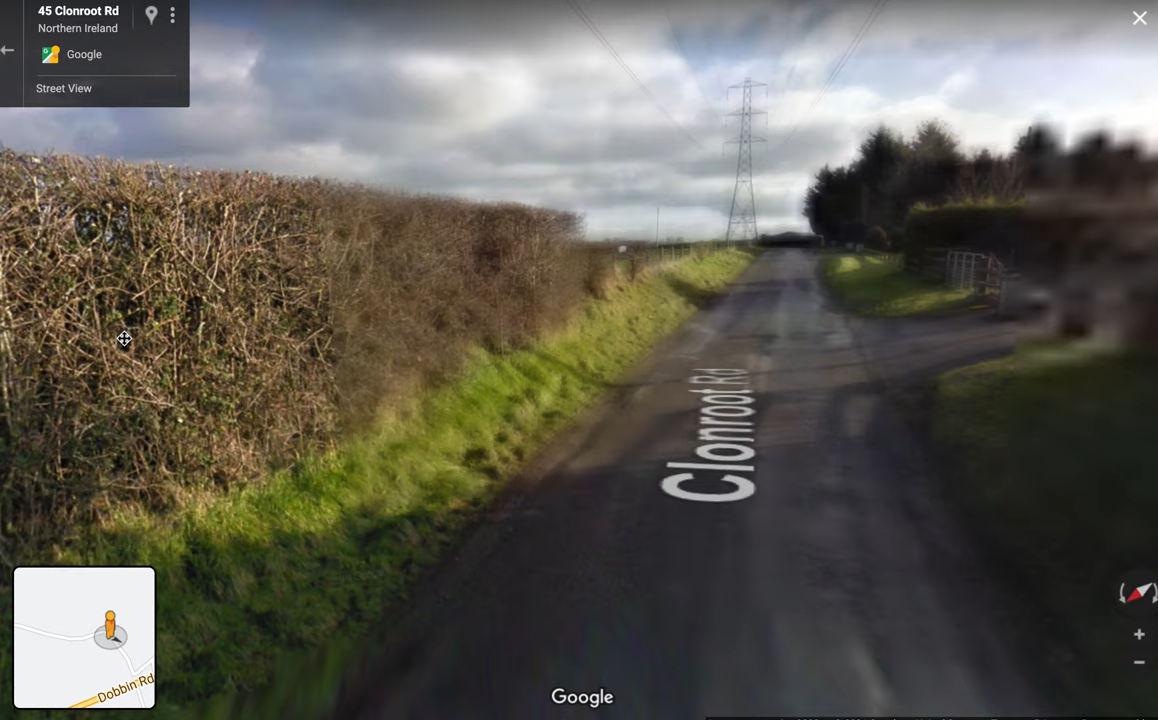 45 Clonroot Rd
Northern Ireland
Google
Street View
Clonroot Rd
Dobbin Rd
Google